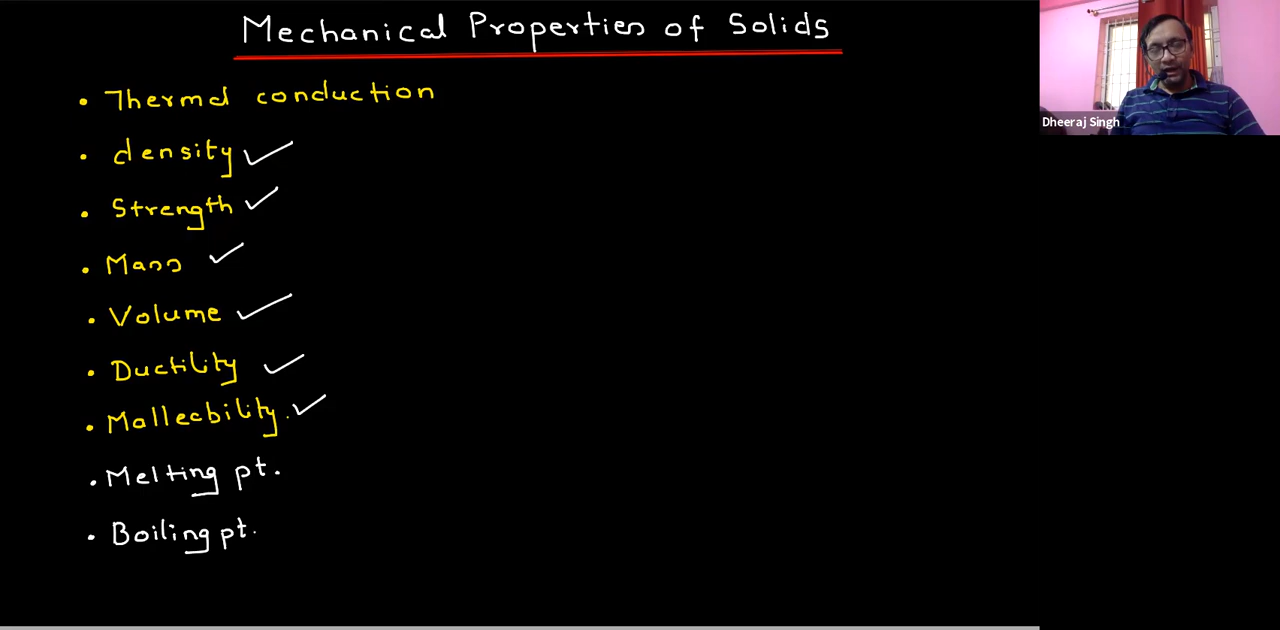 Mechanical Properties of Solids
• Thermal conduction
• density ✓
• Strength ✓
• Mass ✓
• Volume ✓
• Ductility ✓
• Malleability. ✓
• Melting pt.
• Boiling pt.
Dheeraj Singh